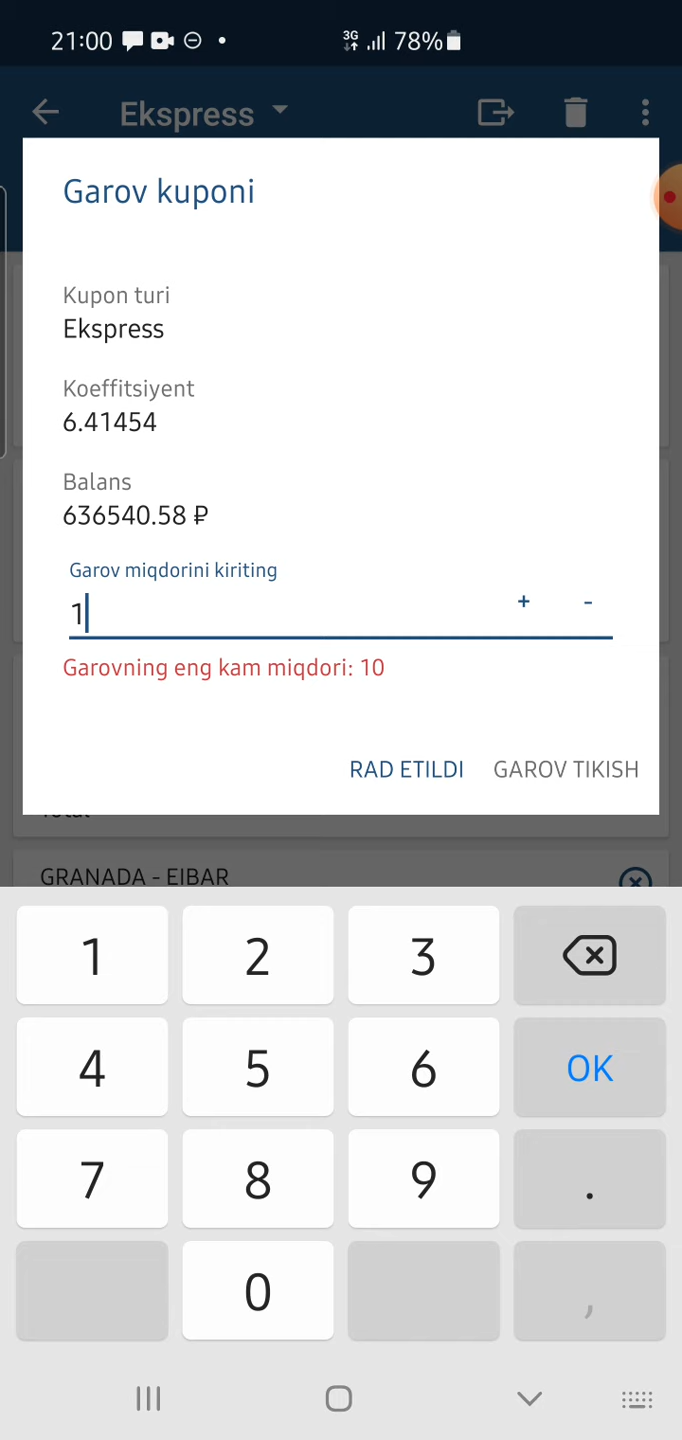 21:00 3G 78%
Ekspress
Garov kuponi
Kupon turi
Ekspress
Koeffitsiyent
6.41454
Balans
636540.58 ₽
Garov miqdorini kiriting
1 + -
Garovning eng kam miqdori: 10
RAD ETILDI GAROV TIKISH
Total
GRANADA - EIBAR
1 2 3
4 5 6 OK
7 8 9 .
0 ,